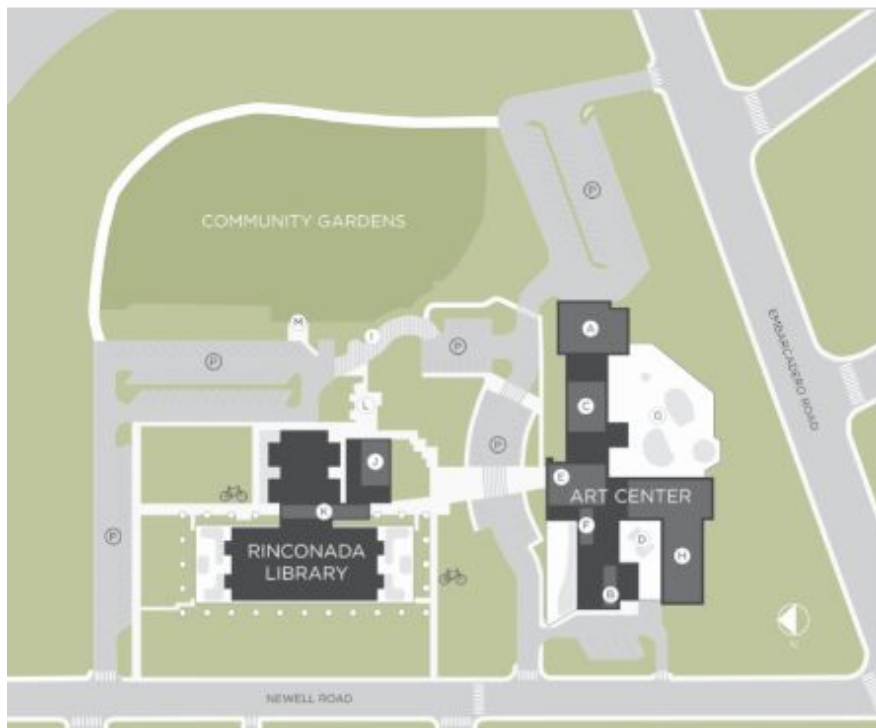 COMMUNITY GARDENS
P
EMBARCADERO ROAD
M
I
P
P
A
C
G
L
P
J
E
ART CENTER
K
F
D
H
RINCONADA
LIBRARY
P
B
NEWELL ROAD